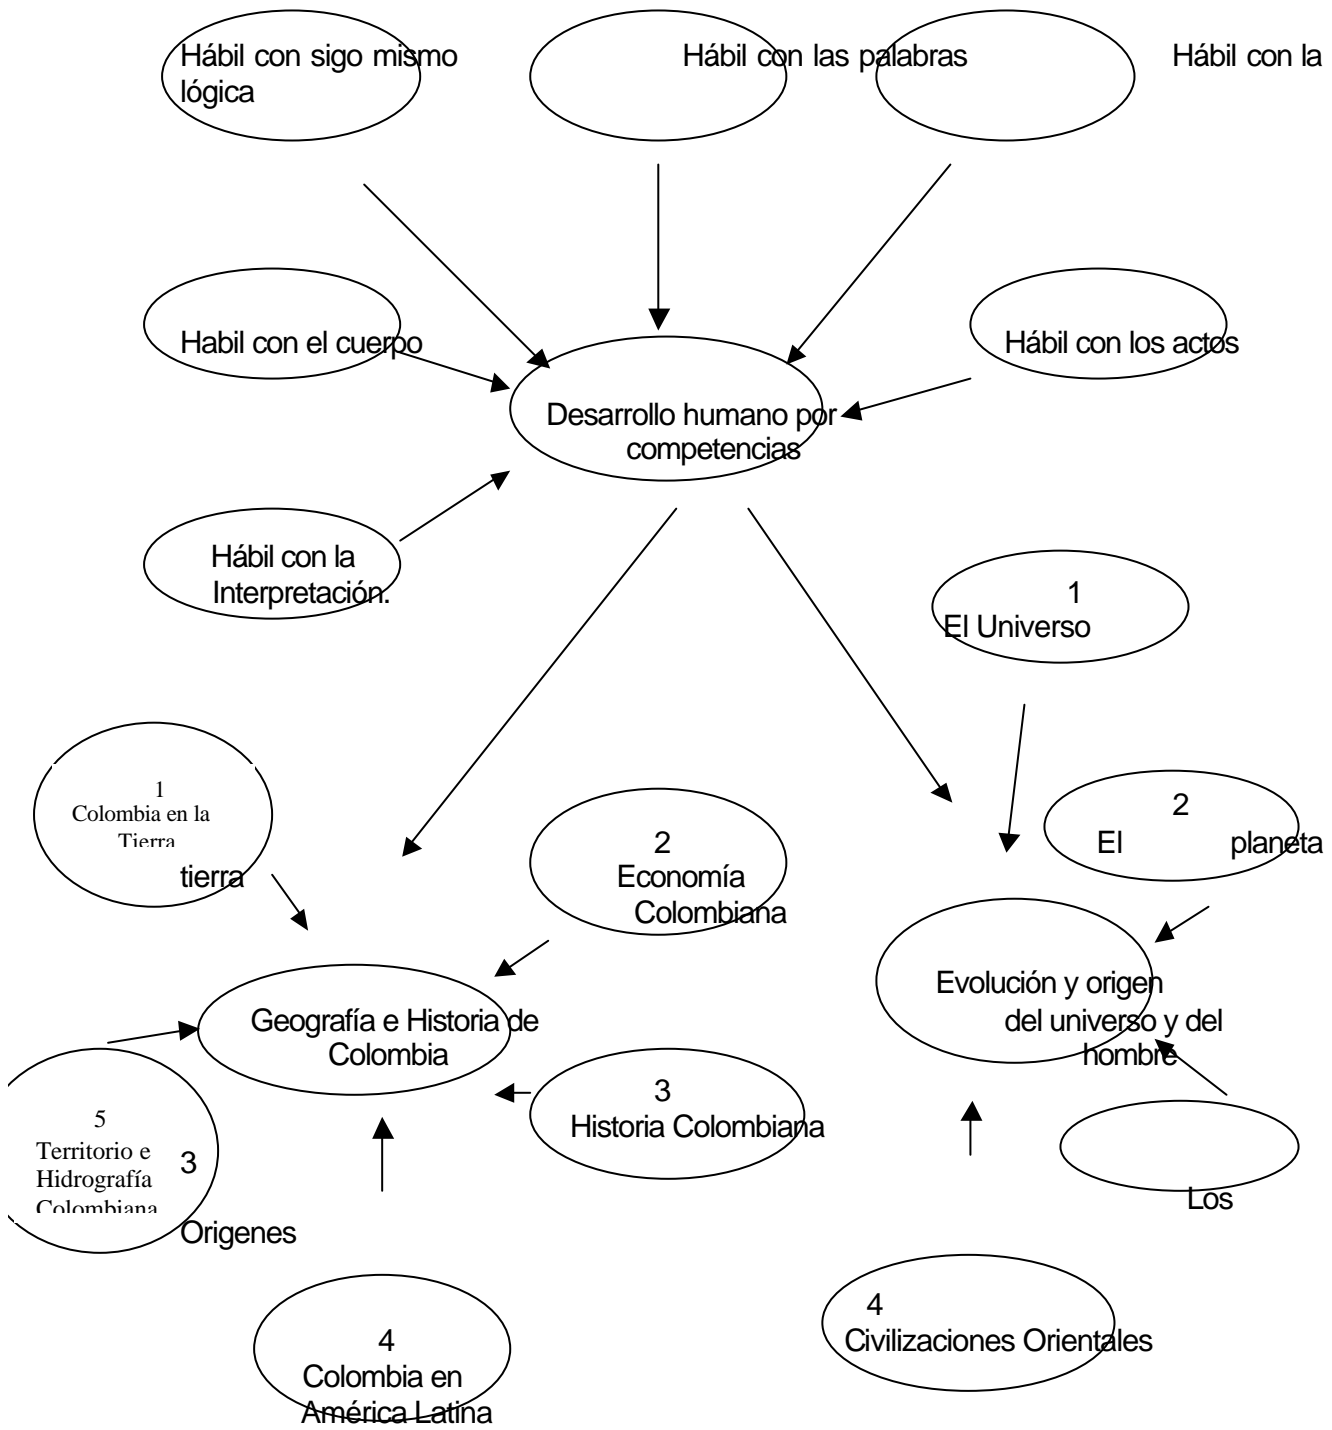 Hábil con sigo mismo Hábil con las palabras Hábil con la
lógica
Habil con el cuerpo Hábil con los actos
Desarrollo humano por
competencias
Hábil con la
Interpretación.
1
El Universo
1
Colombia en la
Tierra
tierra
2
Economía
Colombiana
2
El planeta
Evolución y origen
del universo y del
hombre
Geografía e Historia de
Colombia
3
Historia Colombiana
5
Territorio e
Hidrografía
Colombiana
3
Los
Origenes
4
Colombia en
América Latina
4
Civilizaciones Orientales